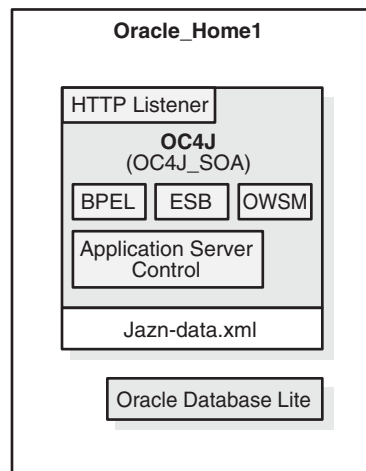 Oracle_Home1
HTTP Listener
OC4J
(OC4J_SOA)
BPEL ESB OWSM
Application Server
Control
Jazn-data.xml
Oracle Database Lite